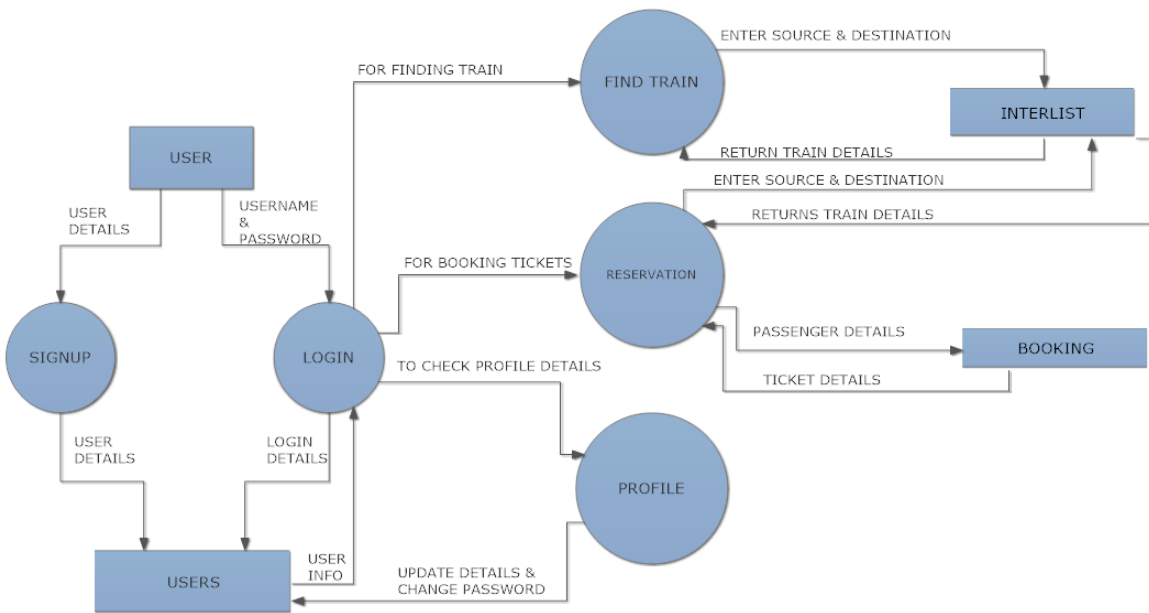 ENTER SOURCE & DESTINATION
FOR FINDING TRAIN
FIND TRAIN
INTERLIST
USER
RETURN TRAIN DETAILS
ENTER SOURCE & DESTINATION
USER
DETAILS
USERNAME
&
PASSWORD
RETURNS TRAIN DETAILS
FOR BOOKING TICKETS
RESERVATION
PASSENGER DETAILS
SIGNUP
LOGIN
BOOKING
TO CHECK PROFILE DETAILS
TICKET DETAILS
USER
DETAILS
LOGIN
DETAILS
PROFILE
USERS
USER
INFO
UPDATE DETAILS &
CHANGE PASSWORD